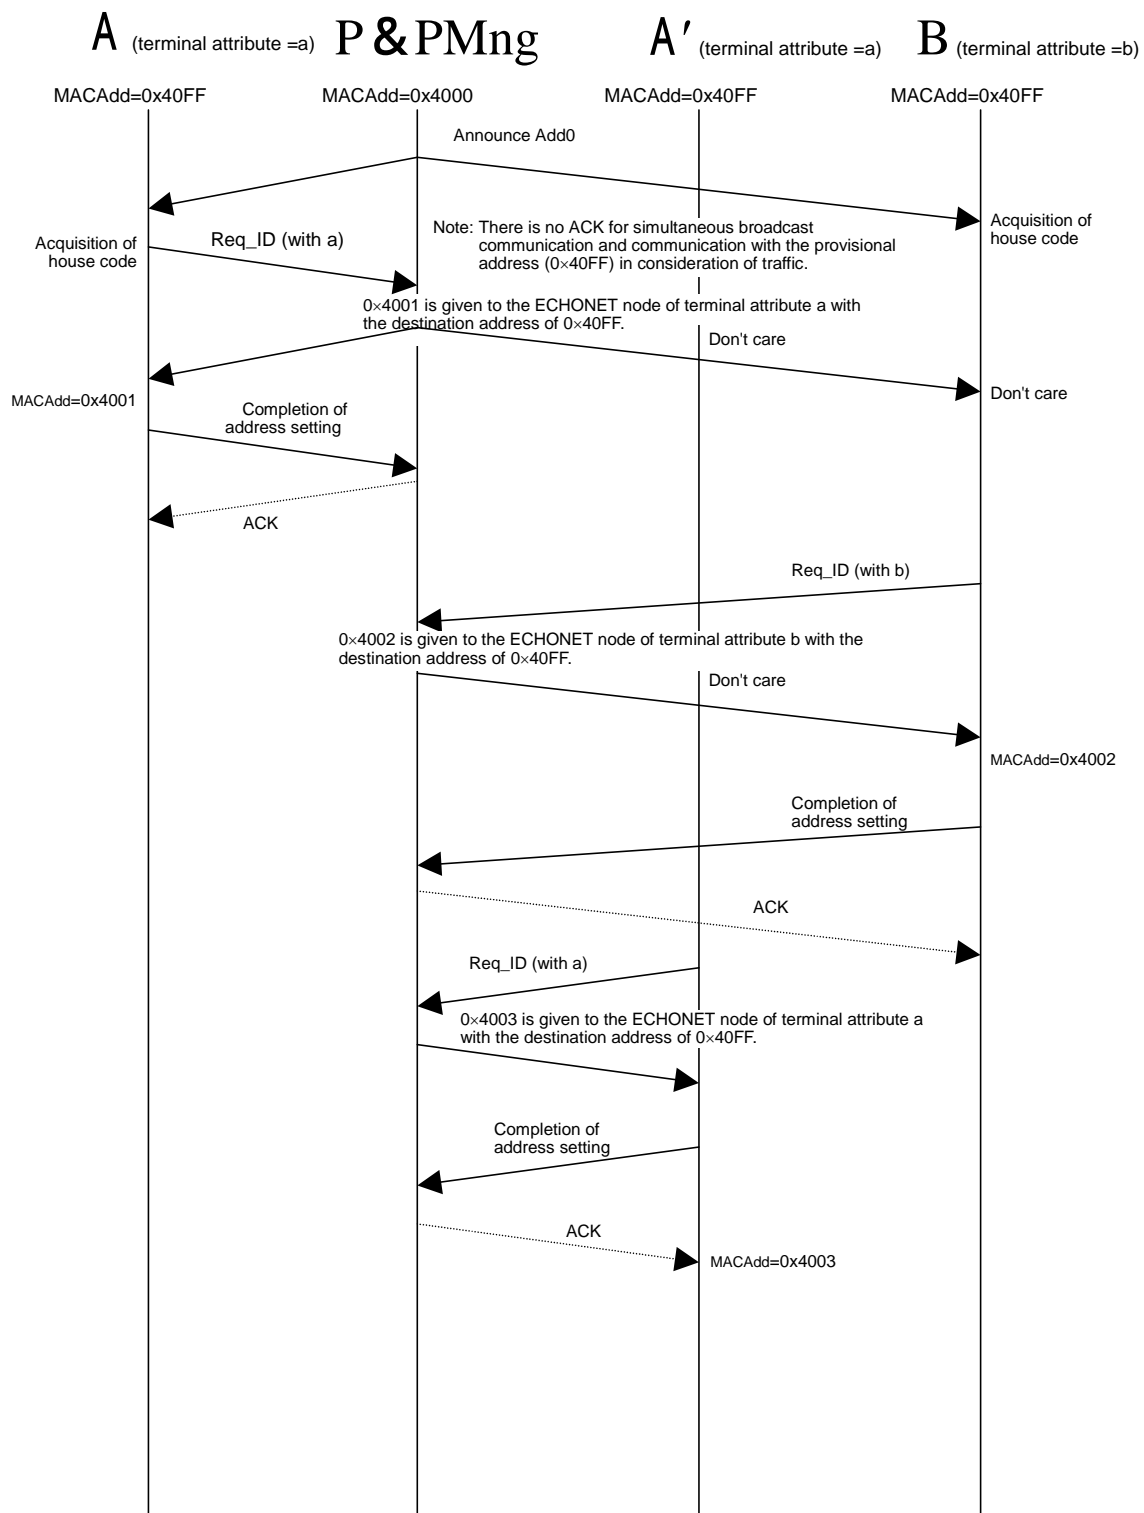 A (terminal attribute =a) P & PMng A′ (terminal attribute =a) B (terminal attribute =b)
MACAdd=0x40FF MACAdd=0x4000 MACAdd=0x40FF MACAdd=0x40FF
Announce Add0
Acquisition of
house code
Req_ID (with a)
Note: There is no ACK for simultaneous broadcast
communication and communication with the provisional
address (0×40FF) in consideration of traffic.
Acquisition of
house code
0×4001 is given to the ECHONET node of terminal attribute a with
the destination address of 0×40FF.
Don't care
Don't care
MACAdd=0x4001
Completion of
address setting
ACK
Req_ID (with b)
0×4002 is given to the ECHONET node of terminal attribute b with the
destination address of 0×40FF.
Don't care
MACAdd=0x4002
Completion of
address setting
ACK
Req_ID (with a)
0×4003 is given to the ECHONET node of terminal attribute a
with the destination address of 0×40FF.
Completion of
address setting
ACK
MACAdd=0x4003